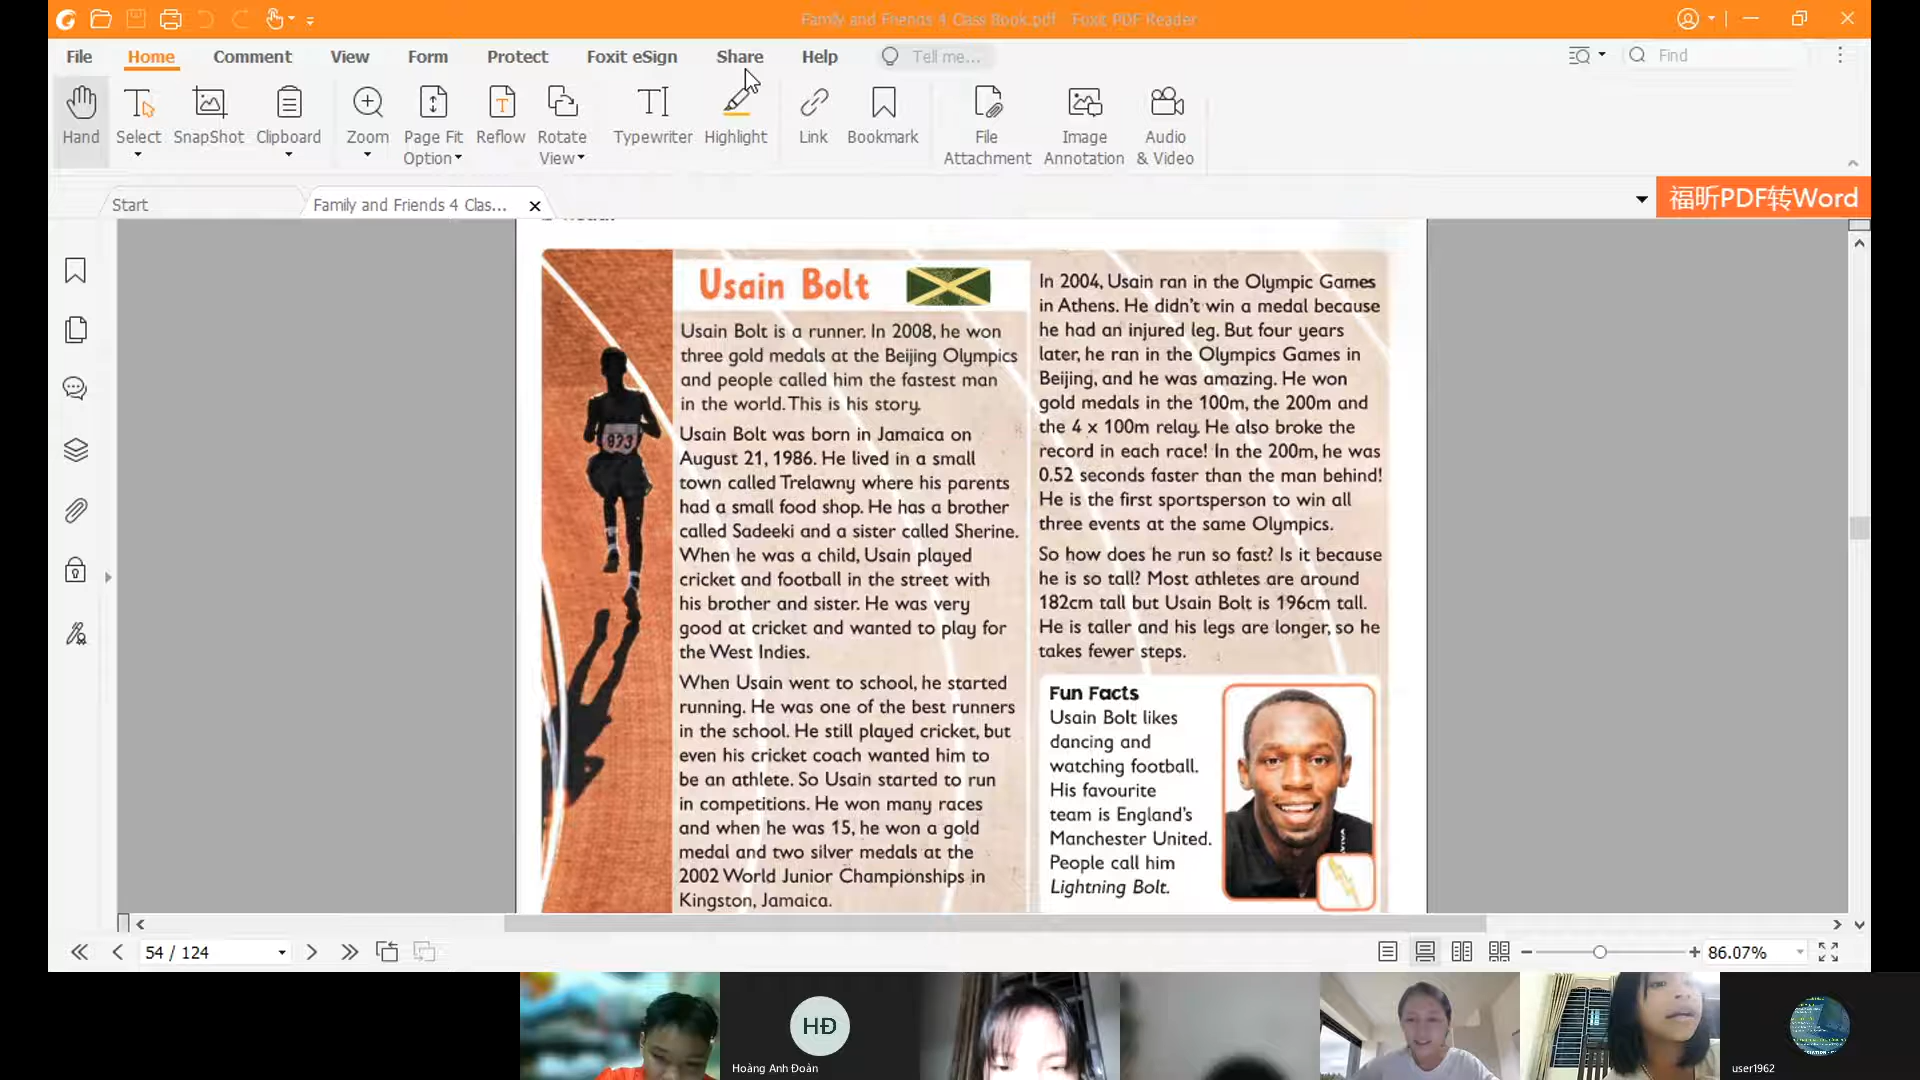 Family and Friends 4 Class Book.pdf - Foxit PDF Reader
File
Home
Comment
View
Form
Protect
Foxit eSign
Share
Help
Tell me...
Find
Hand
Select
SnapShot
Clipboard
Zoom
Page Fit
Option
Reflow
Rotate
View
Typewriter
Highlight
Link
Bookmark
File
Attachment
Image
Annotation
Audio
& Video
Start
Family and Friends 4 Clas...
福昕PDF转Word
Usain Bolt
Usain Bolt is a runner. In 2008, he won
three gold medals at the Beijing Olympics
and people called him the fastest man
in the world. This is his story.
Usain Bolt was born in Jamaica on
August 21, 1986. He lived in a small
town called Trelawny where his parents
had a small food shop. He has a brother
called Sadeeki and a sister called Sherine.
When he was a child, Usain played
cricket and football in the street with
his brother and sister. He was very
good at cricket and wanted to play for
the West Indies.
When Usain went to school, he started
running. He was one of the best runners
in the school. He still played cricket, but
even his cricket coach wanted him to
be an athlete. So Usain started to run
in competitions. He won many races
and when he was 15, he won a gold
medal and two silver medals at the
2002 World Junior Championships in
Kingston, Jamaica.
In 2004, Usain ran in the Olympic Games
in Athens. He didn't win a medal because
he had an injured leg. But four years
later, he ran in the Olympics Games in
Beijing, and he was amazing. He won
gold medals in the 100m, the 200m and
the 4 x 100m relay. He also broke the
record in each race! In the 200m, he was
0.52 seconds faster than the man behind!
He is the first sportsperson to win all
three events at the same Olympics.
So how does he run so fast? Is it because
he is so tall? Most athletes are around
182cm tall but Usain Bolt is 196cm tall.
He is taller and his legs are longer, so he
takes fewer steps.
Fun Facts
Usain Bolt likes
dancing and
watching football.
His favourite
team is England's
Manchester United.
People call him
Lightning Bolt.
873
54 / 124
86.07%
HĐ
Hoàng Anh Đoàn
user1962